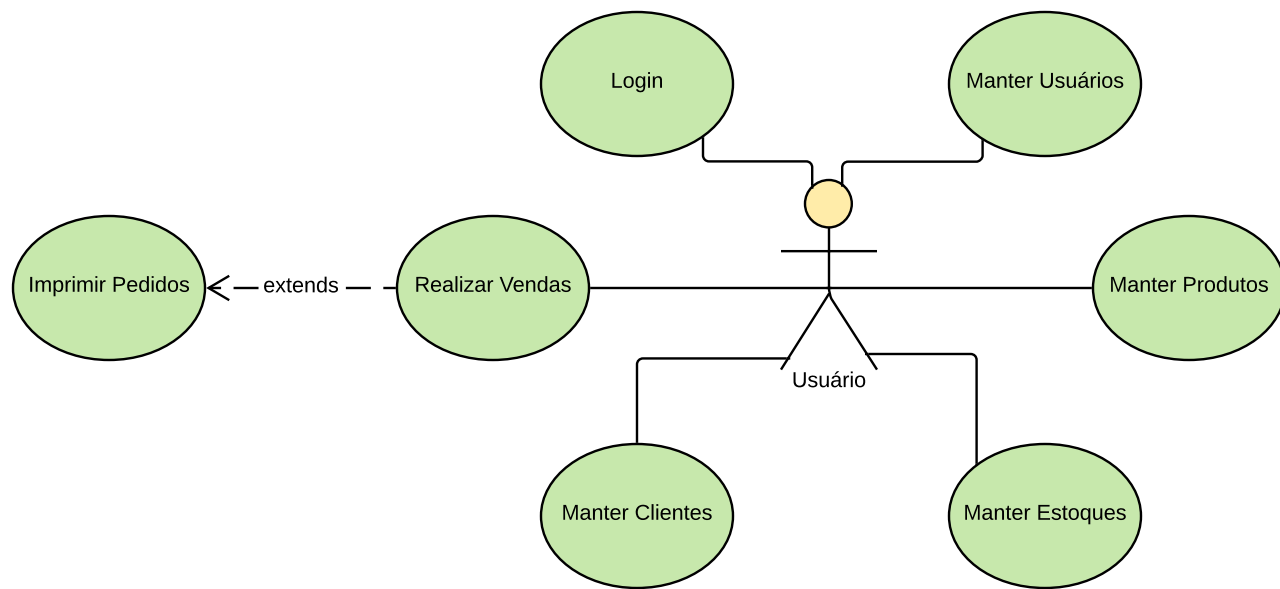 Login
Manter Usuários
Imprimir Pedidos
extends
Realizar Vendas
Manter Produtos
Usuário
Manter Clientes
Manter Estoques